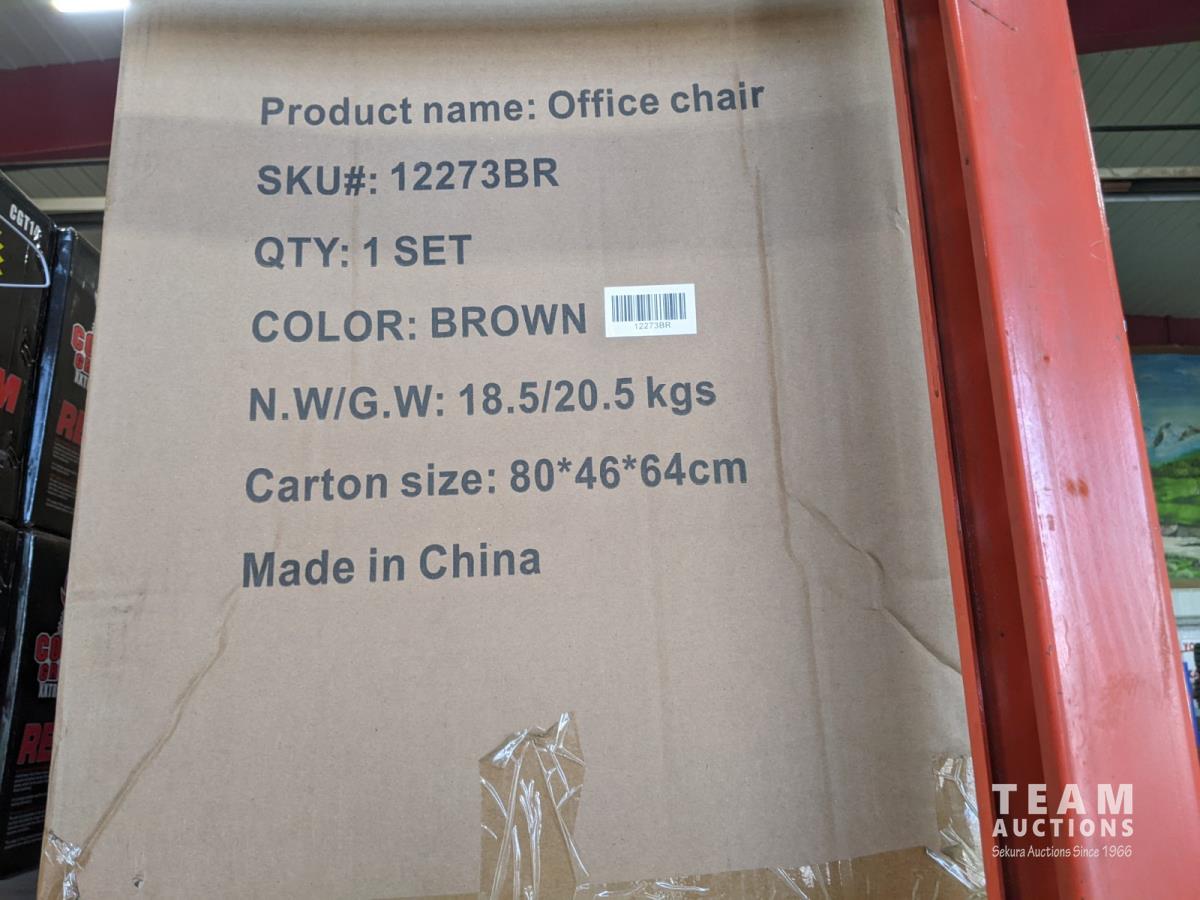 Product name: Office chair
SKU#: 12273BR
QTY: 1 SET
COLOR: BROWN
12273BR
N.W/G.W: 18.5/20.5 kgs
Carton size: 80*46*64cm
Made in China
TEAM
AUCTIONS
Sekura Auctions Since 1966